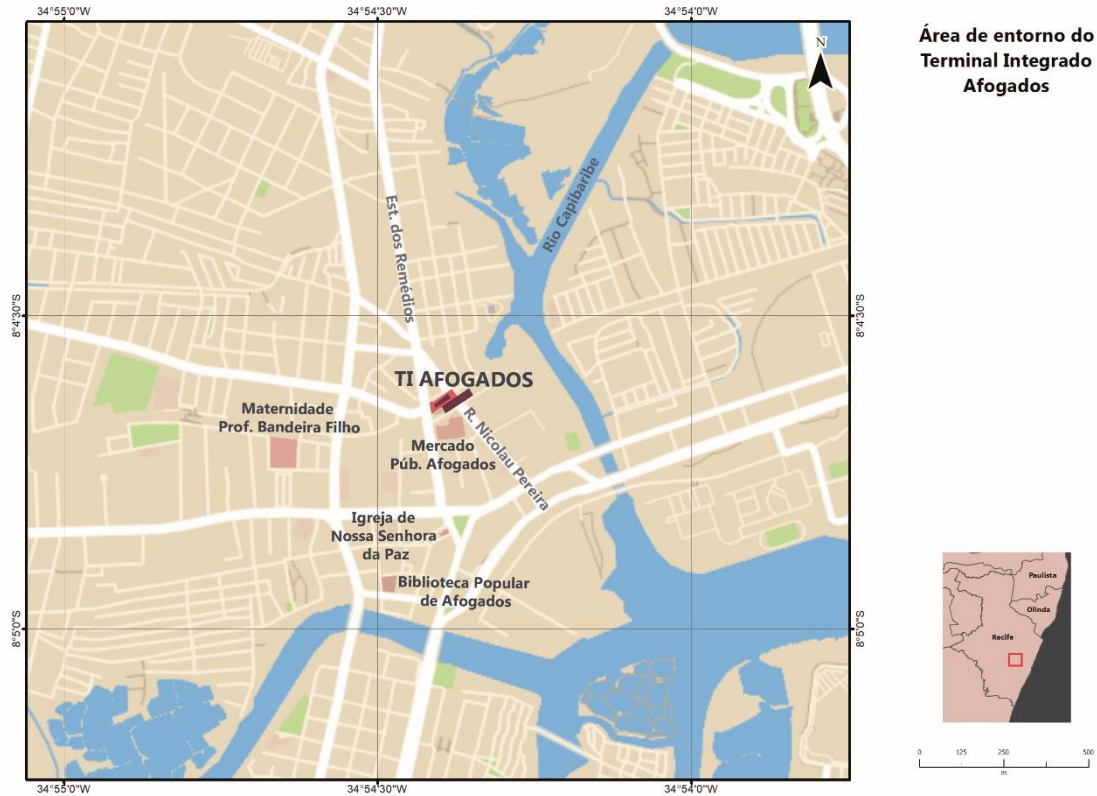 34°55'0"W
34°54'30"W
34°54'0"W
Área de entorno do
Terminal Integrado
Afogados
N
Est. dos Remédios
Rio Capibaribe
8°4'30"S
8°4'30"S
TI AFOGADOS
Maternidade
Prof. Bandeira Filho
R. Nicolau Pereira
Mercado
Púb. Afogados
Igreja de
Nossa Senhora
da Paz
Biblioteca Popular
de Afogados
8°5'0"S
8°5'0"S
34°55'0"W
34°54'30"W
34°54'0"W
Paulista
Olinda
Recife
0 125 250 500
m